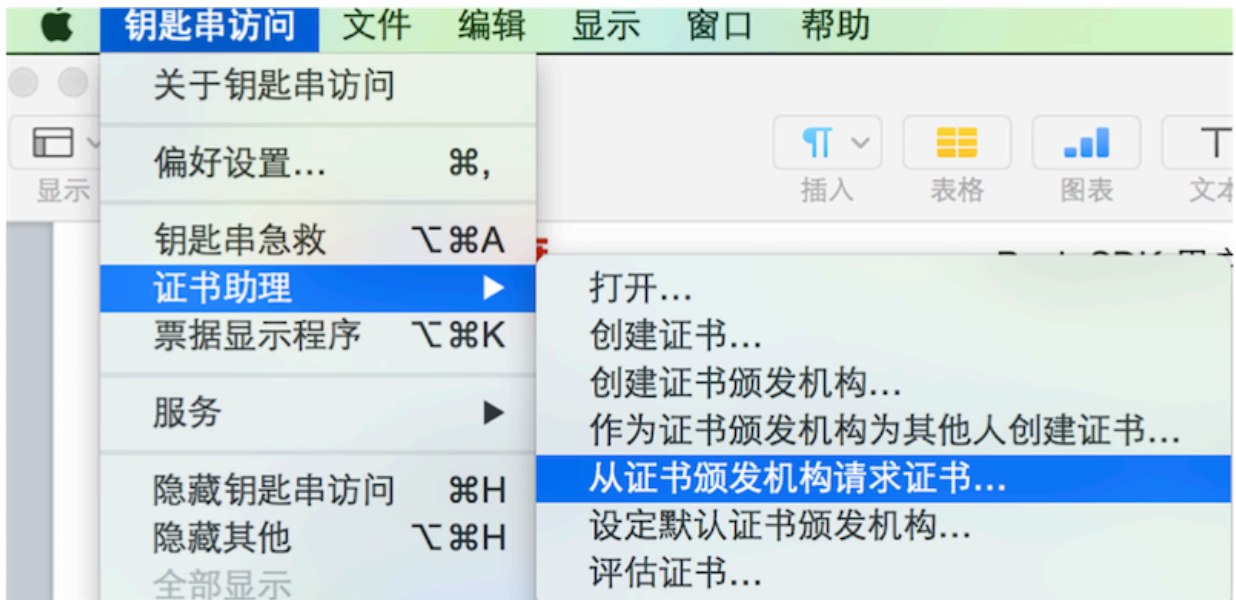 钥匙串访问 文件 编辑 显示 窗口 帮助
关于钥匙串访问
偏好设置... ⌘,
钥匙串急救 ⌥⌘A
证书助理 ▶
票据显示程序 ⌥⌘K
服务 ▶
隐藏钥匙串访问 ⌘H
隐藏其他 ⌥⌘H
全部显示
打开...
创建证书...
创建证书颁发机构...
作为证书颁发机构为其他人创建证书...
从证书颁发机构请求证书...
设定默认证书颁发机构...
评估证书...
显示
插入 表格 图表 文本